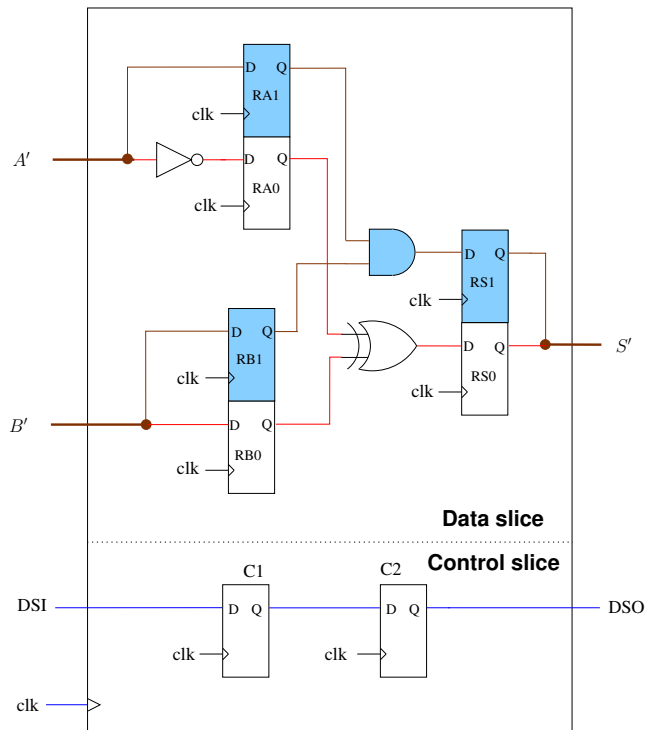 D Q
RA1
clk
A'
D Q
RA0
clk
D Q
RS1
clk
D Q
RB1
clk
D Q
RS0
clk
S'
B'
D Q
RB0
clk
Data slice
Control slice
C1 C2
DSI
D Q
D Q
DSO
clk
clk
clk